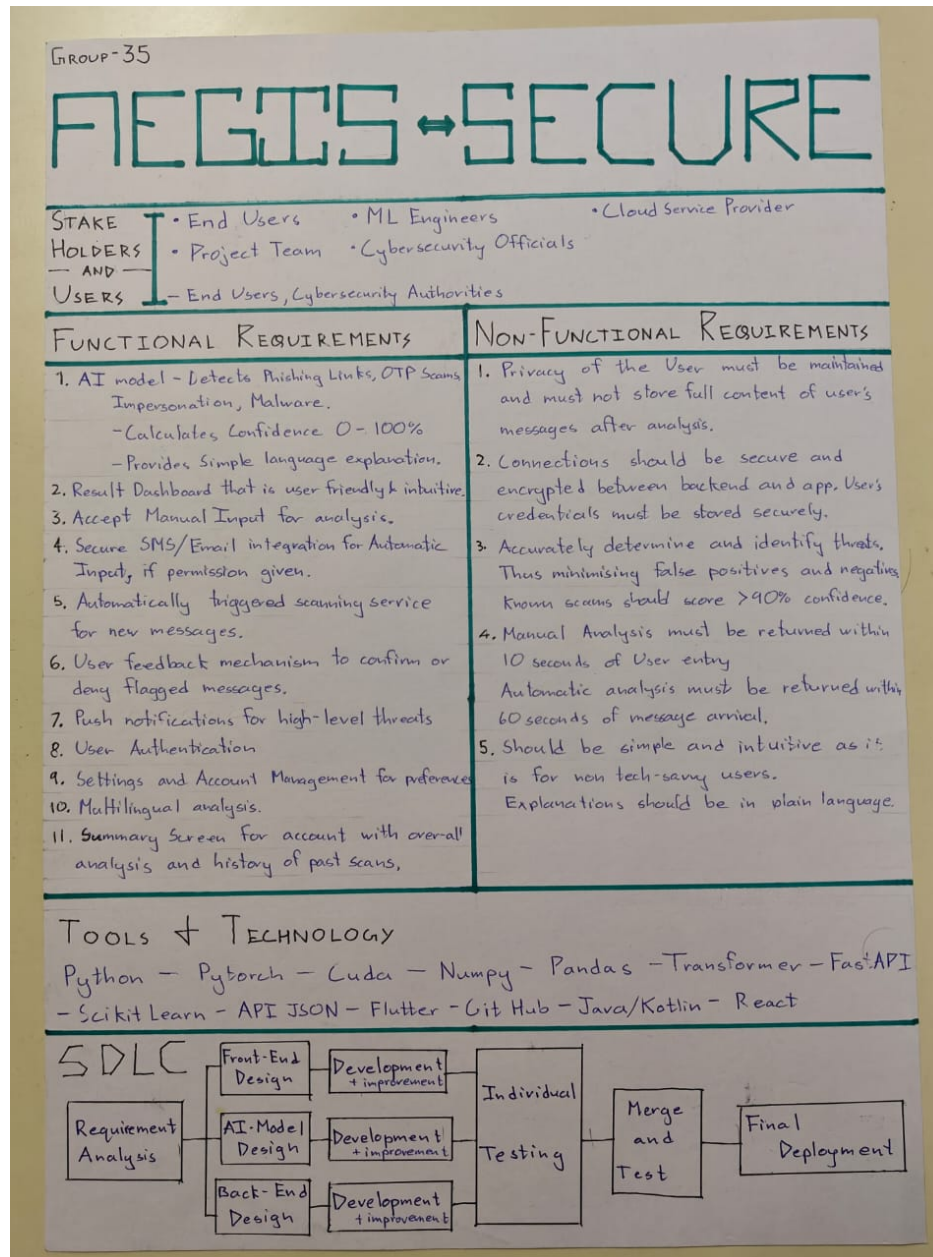 GROUP-35
AEGIS ↔ SECURE
STAKE HOLDERS — AND — USERS
• End Users • ML Engineers • Cloud Service Provider
• Project Team • Cybersecurity Officials
– End Users, Cybersecurity Authorities
FUNCTIONAL REQUIREMENTS
1. AI model – Detects Phishing Links, OTP Scams,
Impersonation, Malware.
– Calculates Confidence 0 – 100%
– Provides Simple language explanation.
2. Result Dashboard that is user friendly & intuitive.
3. Accept Manual Input for analysis.
4. Secure SMS/Email integration for Automatic
Input, if permission given.
5. Automatically triggered scanning service
for new messages.
6. User feedback mechanism to confirm or
deny flagged messages.
7. Push notifications for high-level threats
8. User Authentication
9. Settings and Account Management for preferences
10. Multilingual analysis.
11. Summary Screen for account with over-all
analysis and history of past scans,
NON-FUNCTIONAL REQUIREMENTS
1. Privacy of the User must be maintained
and must not store full content of user's
messages after analysis.
2. Connections should be secure and
encrypted between backend and app. User's
credentials must be stored securely.
3. Accurately determine and identify threats.
Thus minimising false positives and negatives
Known scams should score >90% confidence.
4. Manual Analysis must be returned within
10 seconds of User entry
Automatic analysis must be returned within
60 seconds of message arrival.
5. Should be simple and intuitive as it
is for non tech-savvy users.
Explanations should be in plain language.
TOOLS & TECHNOLOGY
Python – Pytorch – Cuda – Numpy – Pandas – Transformer – FastAPI
– Scikit Learn – API JSON – Flutter – Git Hub – Java/Kotlin – React
SDLC
Requirement
Analysis
Front-End
Design
Development
+ improvement
AI-Model
Design
Development
+ improvement
Back-End
Design
Development
+ improvement
Individual
Testing
Merge
and
Test
Final
Deployment